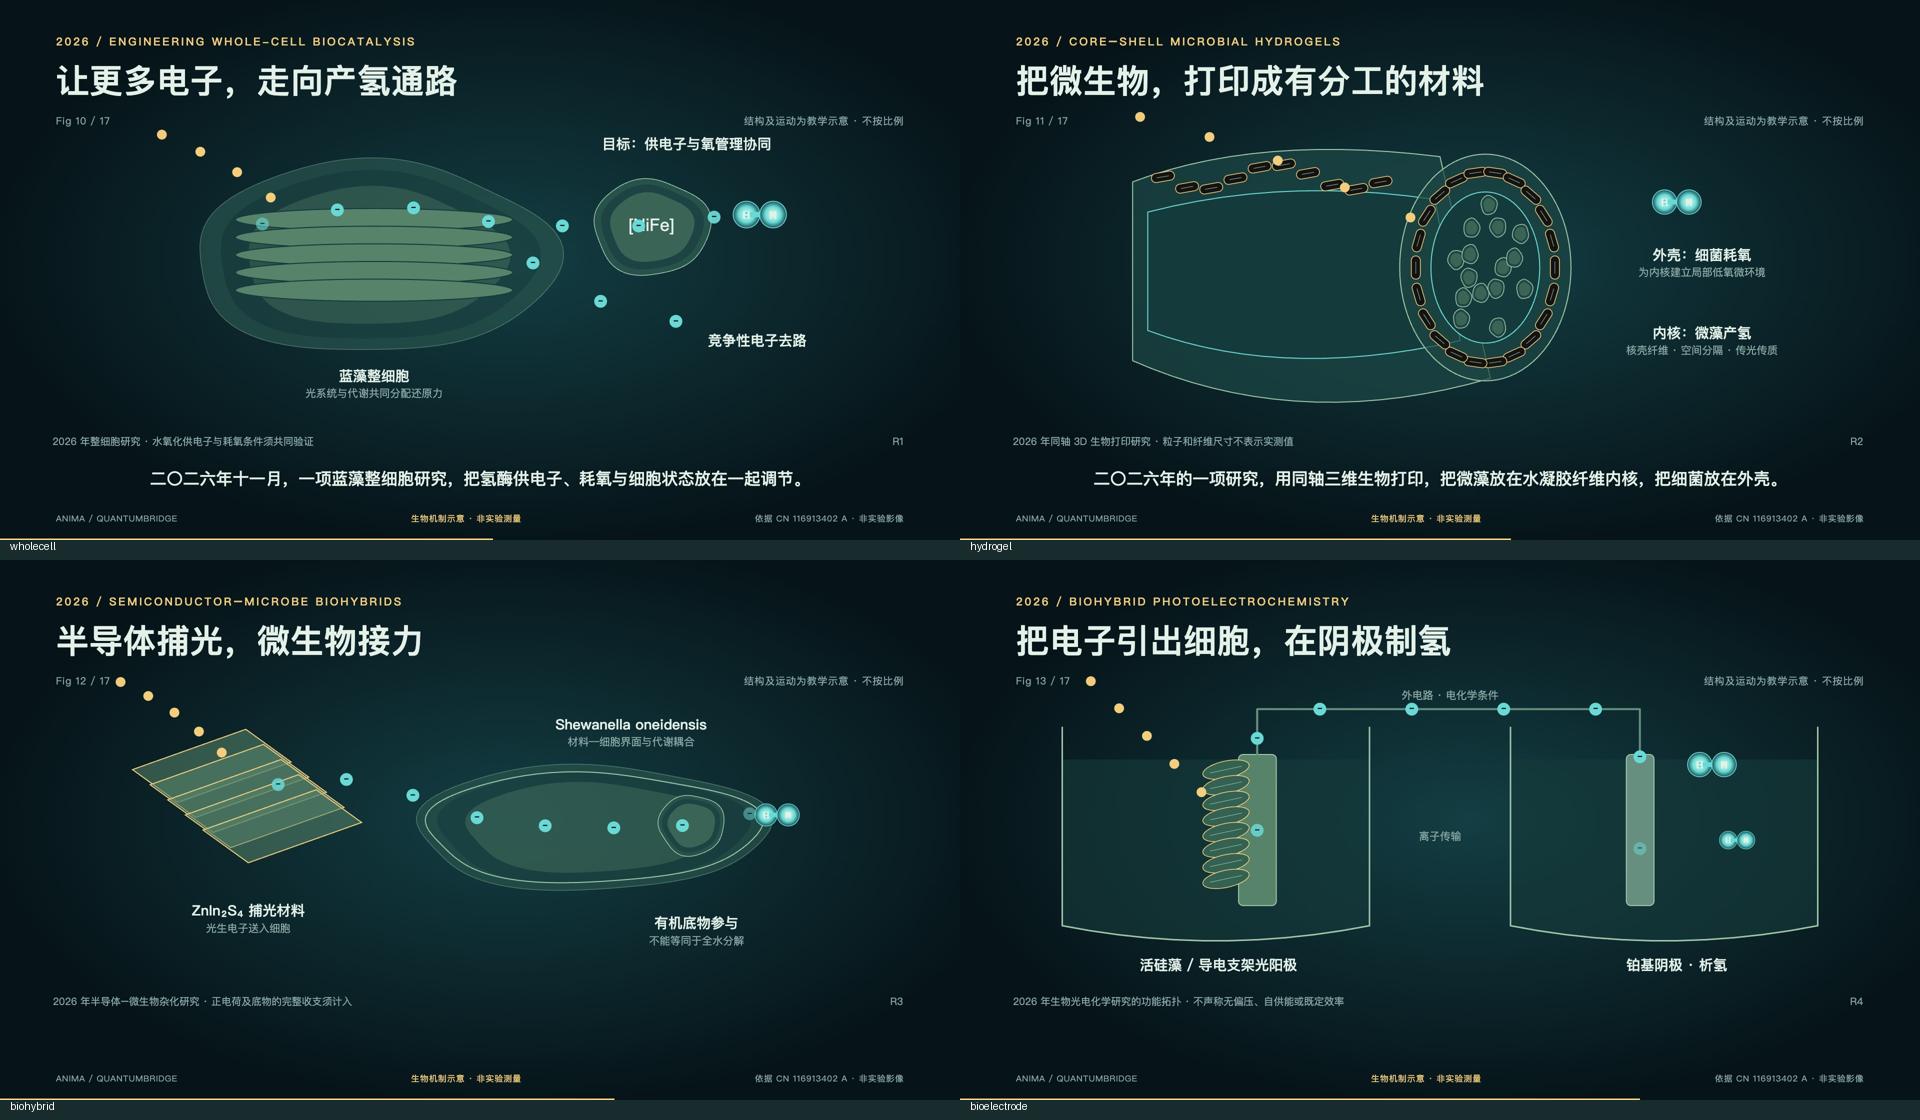 2026 / ENGINEERING WHOLE-CELL BIOCATALYSIS
让更多电子，走向产氢通路
Fig 10 / 17
结构及运动为教学示意 · 不按比例
目标：供电子与氧管理协同
H H
竞争性电子去路
蓝藻整细胞
光系统与代谢共同分配还原力
2026 年整细胞研究 · 水氧化供电子与耗氧条件须共同验证
R1
二〇二六年十一月，一项蓝藻整细胞研究，把氢酶供电子、耗氧与细胞状态放在一起调节。
ANIMA / QUANTUMBRIDGE
生物机制示意 · 非实验测量
依据 CN 116913402 A · 非实验影像
wholecell
2026 / CORE—SHELL MICROBIAL HYDROGELS
把微生物，打印成有分工的材料
Fig 11 / 17
结构及运动为教学示意 · 不按比例
H H
外壳：细菌耗氧
为内核建立局部低氧微环境
内核：微藻产氢
核壳纤维 · 空间分隔 · 传光传质
2026 年同轴 3D 生物打印研究 · 粒子和纤维尺寸不表示实测值
R2
二〇二六年的一项研究，用同轴三维生物打印，把微藻放在水凝胶纤维内核，把细菌放在外壳。
ANIMA / QUANTUMBRIDGE
生物机制示意 · 非实验测量
依据 CN 116913402 A · 非实验影像
hydrogel
2026 / SEMICONDUCTOR—MICROBE BIOHYBRIDS
半导体捕光，微生物接力
Fig 12 / 17
结构及运动为教学示意 · 不按比例
Shewanella oneidensis
材料—细胞界面与代谢耦合
H H
ZnIn₂S₄ 捕光材料
光生电子送入细胞
有机底物参与
不能等同于全水分解
2026 年半导体—微生物杂化研究 · 正电荷及底物的完整收支须计入
R3
ANIMA / QUANTUMBRIDGE
生物机制示意 · 非实验测量
依据 CN 116913402 A · 非实验影像
biohybrid
2026 / BIOHYBRID PHOTOELECTROCHEMISTRY
把电子引出细胞，在阴极制氢
Fig 13 / 17
结构及运动为教学示意 · 不按比例
外电路 · 电化学条件
H H
离子传输
H H
活硅藻 / 导电支架光阳极
铂基阴极 · 析氢
2026 年生物光电化学研究的功能拓扑 · 不声称无偏压、自供能或既定效率
R4
ANIMA / QUANTUMBRIDGE
生物机制示意 · 非实验测量
依据 CN 116913402 A · 非实验影像
bioelectrode